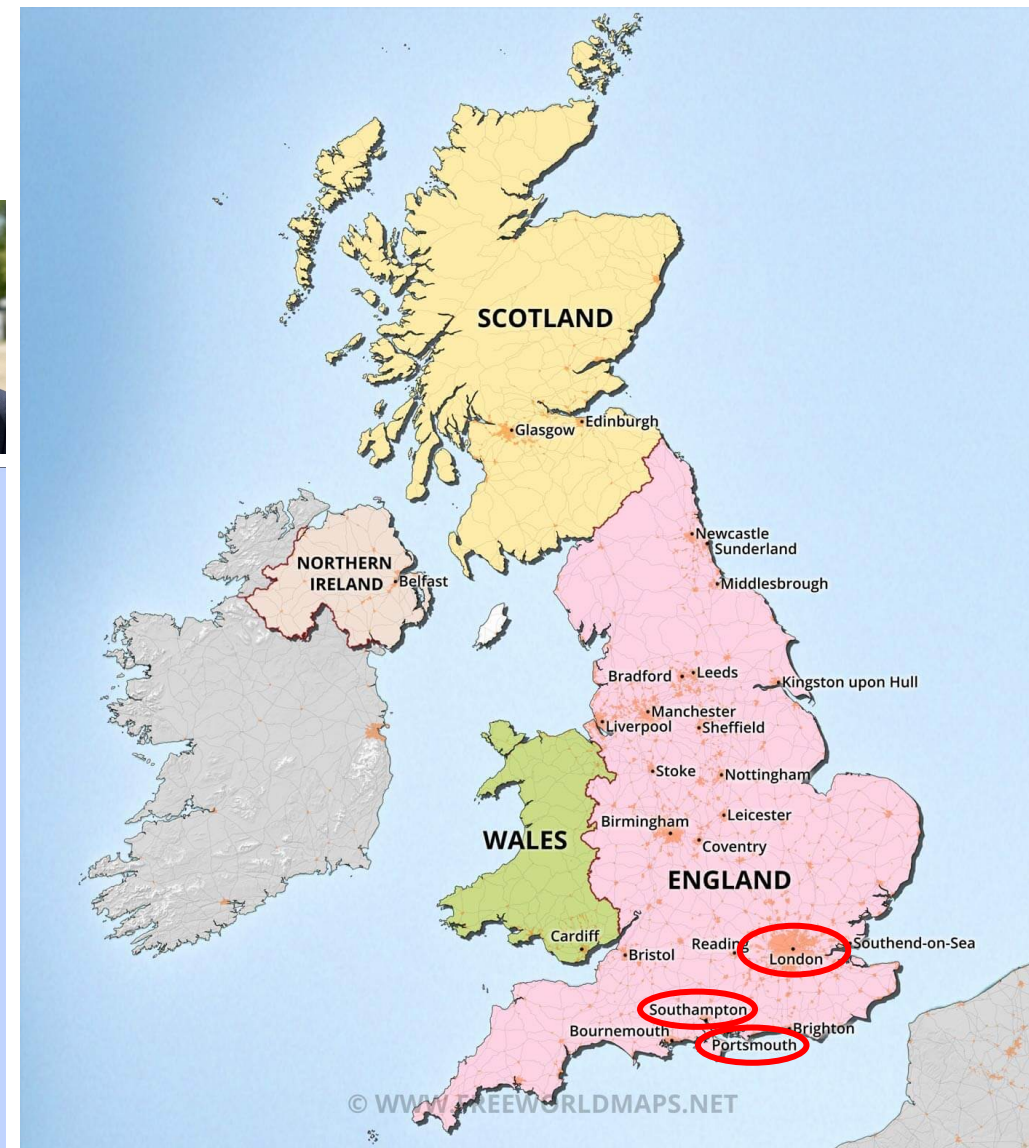 SCOTLAND
Glasgow
Edinburgh
Newcastle
Sunderland
NORTHERN
IRELAND
Belfast
Middlesbrough
Bradford
Leeds
Kingston upon Hull
Manchester
Liverpool
Sheffield
Stoke
Nottingham
Birmingham
Leicester
WALES
Coventry
ENGLAND
Cardiff
Bristol
Reading
London
Southend-on-Sea
Southampton
Bournemouth
Brighton
Portsmouth
© WWW.FREEWORLDMAPS.NET